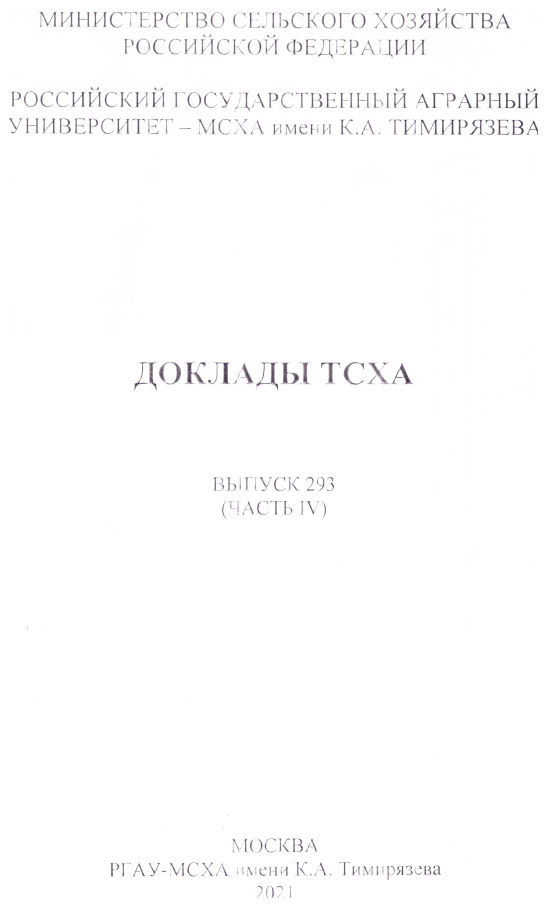 МИНИСТЕРСТВО СЕЛЬСКОГО ХОЗЯЙСТВА
РОССИЙСКОЙ ФЕДЕРАЦИИ
РОССИЙСКИЙ ГОСУДАРСТВЕННЫЙ АГРАРНЫЙ
УНИВЕРСИТЕТ – МСХА имени К.А. ТИМИРЯЗЕВА
ДОКЛАДЫ ТСХА
ВЫПУСК 293
(ЧАСТЬ IV)
МОСКВА
РГАУ-МСХА имени К.А. Тимирязева
2021